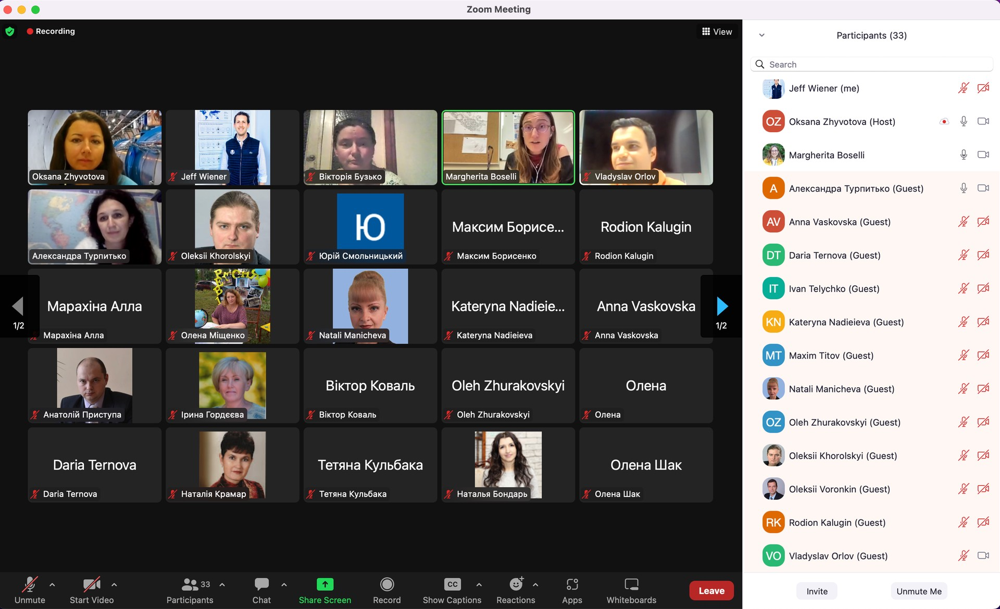 Zoom Meeting
Recording
View
Oksana Zhyvotova
Jeff Wiener
Вікторія Бузько
Margherita Boselli
Vladyslav Orlov
Ю
Максим Борисе...
Rodion Kalugin
Александра Турпитько
Oleksii Khorolskyi
Юрій Смольницький
Максим Борисенко
Rodion Kalugin
Марахіна Алла
Kateryna Nadieie...
Anna Vaskovska
1/2
1/2
Марахіна Алла
Олена Міщенко
Natali Manicheva
Kateryna Nadieieva
Anna Vaskovska
Віктор Коваль
Oleh Zhurakovskyi
Олена
Анатолій Приступа
Ірина Гордєєва
Віктор Коваль
Oleh Zhurakovskyi
Олена
Daria Ternova
Тетяна Кульбака
Олена Шак
Daria Ternova
Наталія Крамар
Тетяна Кульбака
Наталья Бондарь
Олена Шак
Unmute
Start Video
33
Participants
Chat
Share Screen
Record
CC
Show Captions
Reactions
Apps
Whiteboards
Leave
Participants (33)
Search
Jeff Wiener (me)
OZ Oksana Zhyvotova (Host)
Margherita Boselli
А Александра Турпитько (Guest)
AV Anna Vaskovska (Guest)
DT Daria Ternova (Guest)
IT Ivan Telychko (Guest)
KN Kateryna Nadieieva (Guest)
MT Maxim Titov (Guest)
Natali Manicheva (Guest)
OZ Oleh Zhurakovskyi (Guest)
Oleksii Khorolskyi (Guest)
Oleksii Voronkin (Guest)
RK Rodion Kalugin (Guest)
VO Vladyslav Orlov (Guest)
Invite
Unmute Me